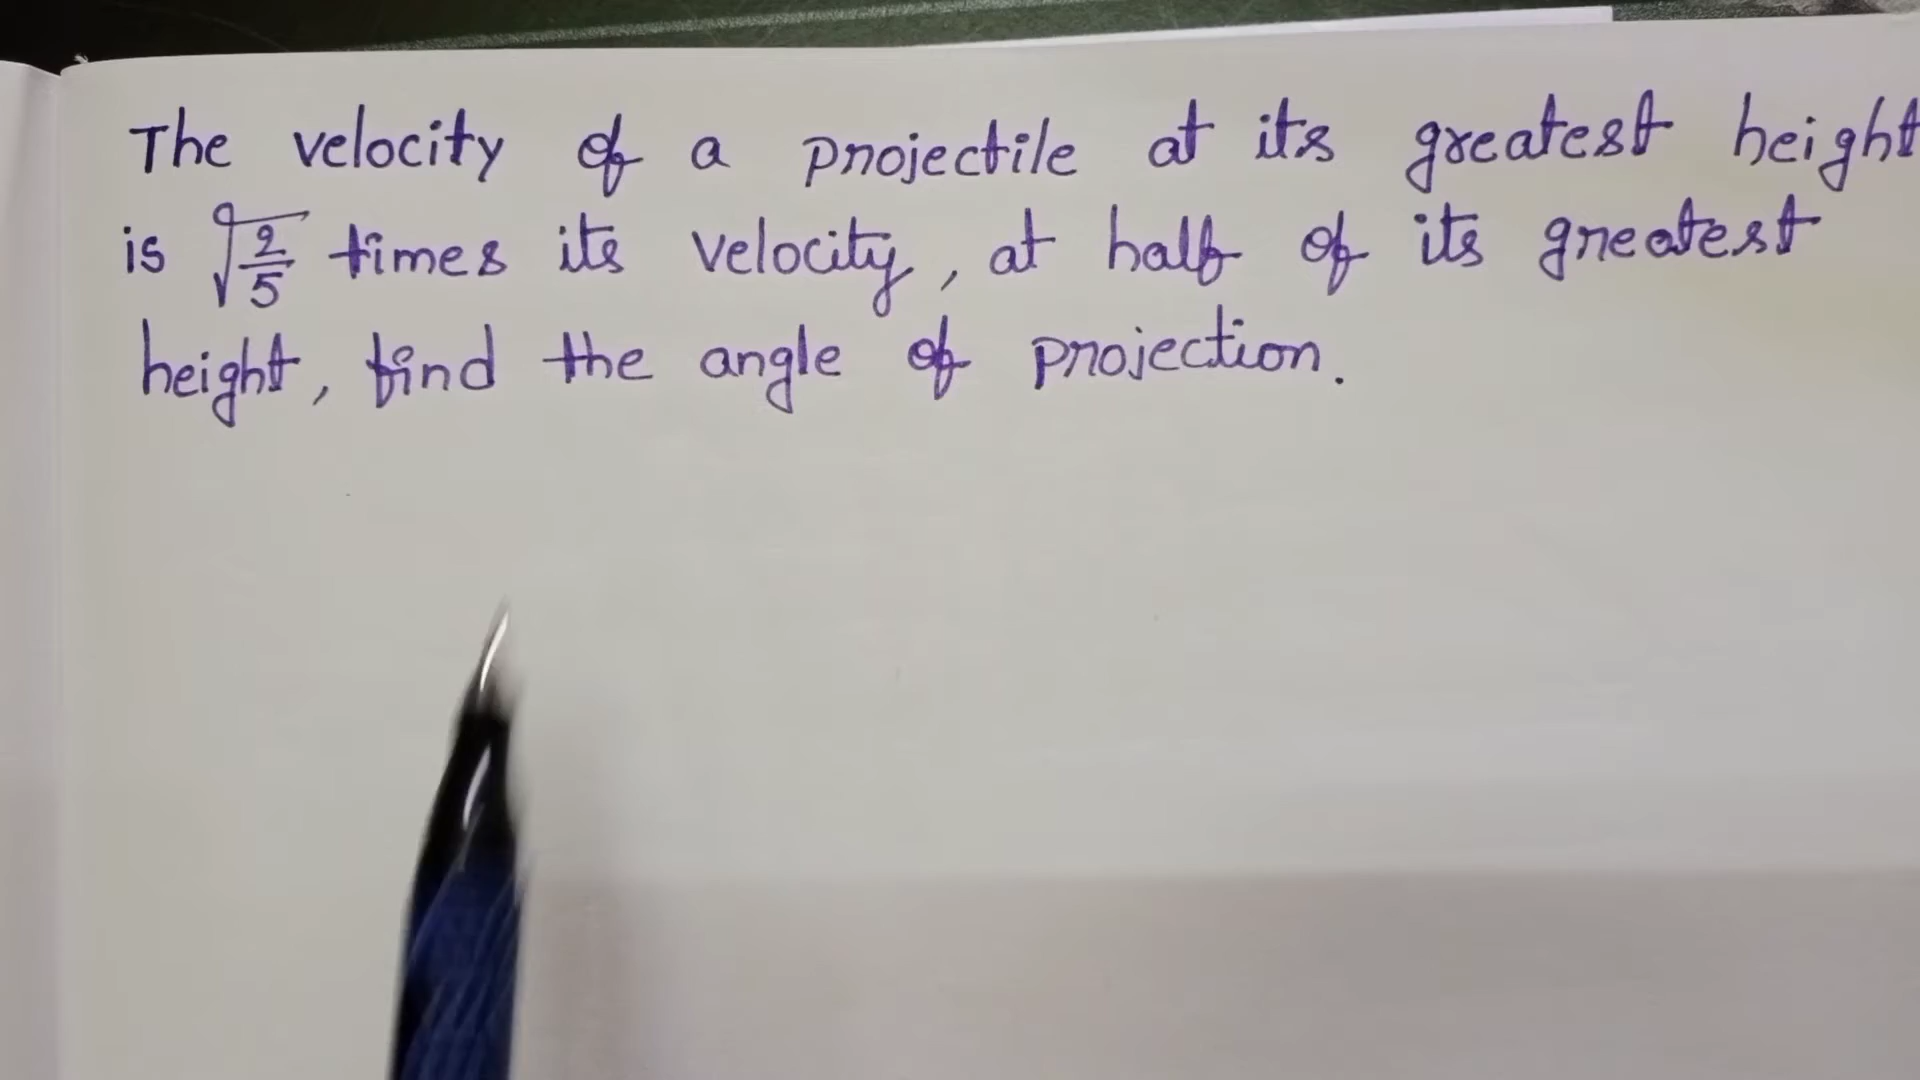 The velocity of a projectile at its greatest height
is √2/5 times its velocity, at half of its greatest
height, find the angle of projection.